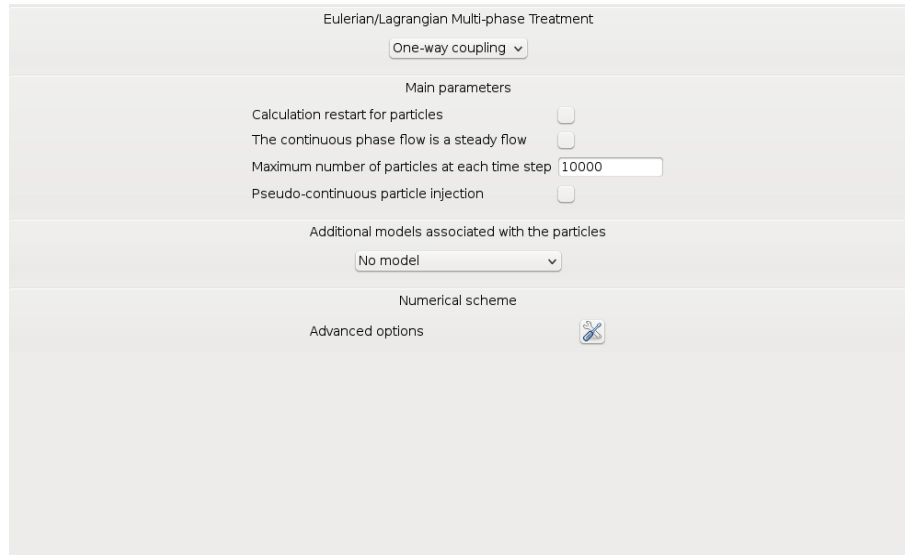 Eulerian/Lagrangian Multi-phase Treatment
One-way coupling
Main parameters
Calculation restart for particles
The continuous phase flow is a steady flow
Maximum number of particles at each time step 10000
Pseudo-continuous particle injection
Additional models associated with the particles
No model
Numerical scheme
Advanced options